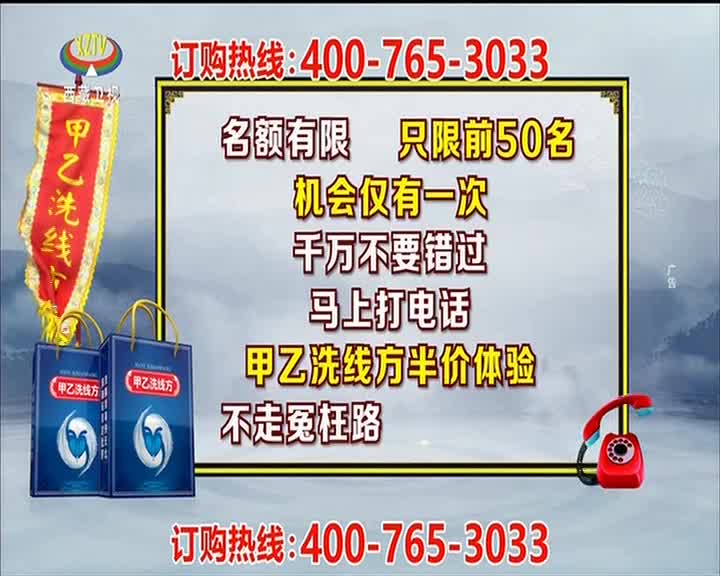 XZTV
西藏卫视
订购热线：400-765-3033
甲乙洗线方
名额有限 只限前50名
机会仅有一次
千万不要错过
马上打电话
甲乙洗线方半价体验
不走冤枉路
广告
甲乙洗线方
甲乙洗线方
订购热线：400-765-3033